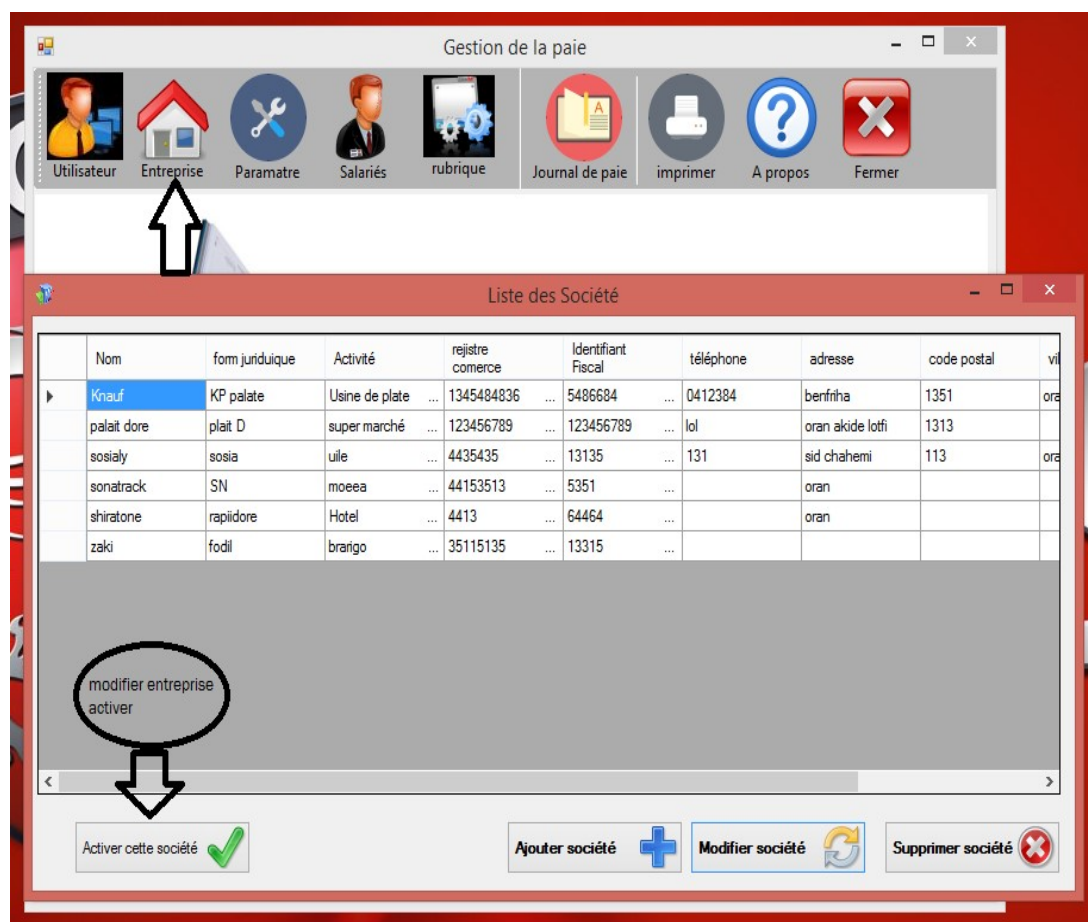 Gestion de la paie
Utilisateur Entreprise Paramatre Salariés rubrique Journal de paie imprimer A propos Fermer
Liste des Société
Nom form juriduique Activité rejistre comerce Identifiant Fiscal téléphone adresse code postal vil
Knauf KP palate Usine de plate ... 1345484836 ... 5486684 ... 0412384 benfriha 1351 ora
palait dore plait D super marché ... 123456789 ... 123456789 ... lol oran akide lotfi 1313
sosialy sosia uile ... 4435435 ... 13135 ... 131 sid chahemi 113 ora
sonatrack SN moeea ... 44153513 ... 5351 ... oran
shiratone rapiidore Hotel ... 4413 ... 64464 ... oran
zaki fodil brarigo ... 35115135 ... 13315 ...
modifier entreprise
activer
Activer cette société Ajouter société Modifier société Supprimer société